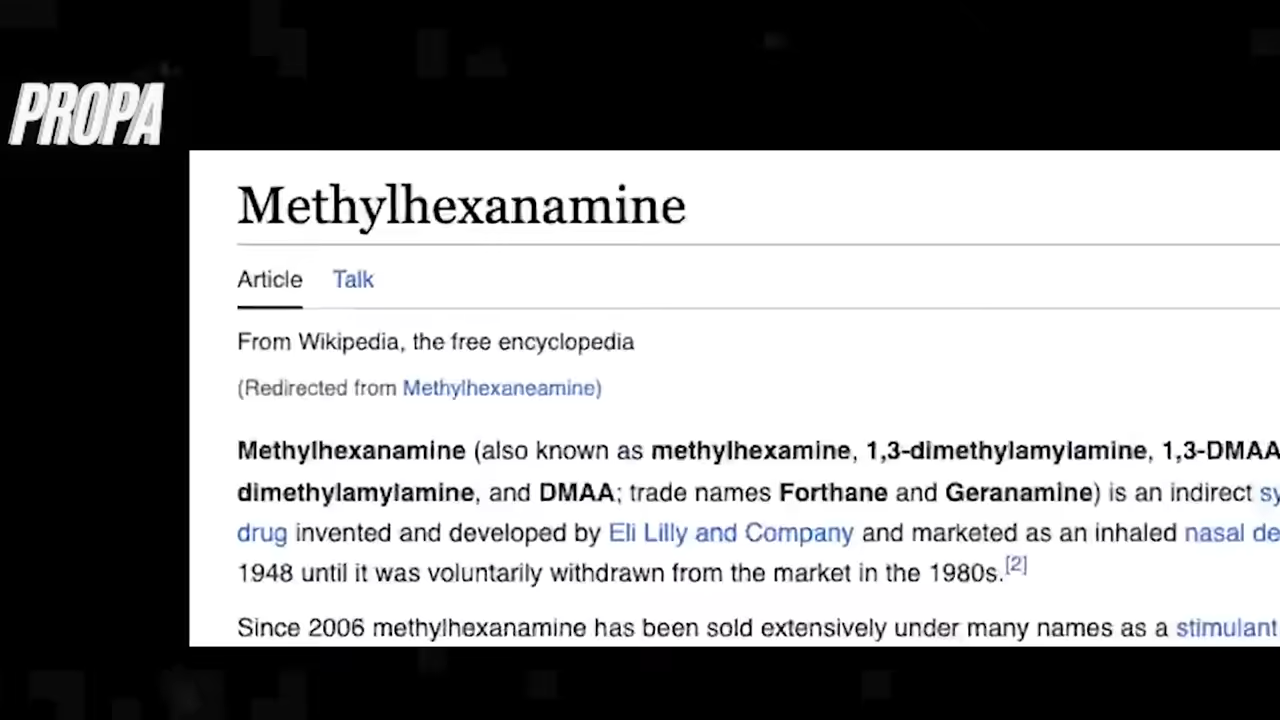 PROPA
Methylhexanamine
Article Talk
From Wikipedia, the free encyclopedia
(Redirected from Methylhexaneamine)
Methylhexanamine (also known as methylhexamine, 1,3-dimethylamylamine, 1,3-DMAA
dimethylamylamine, and DMAA; trade names Forthane and Geranamine) is an indirect
drug invented and developed by Eli Lilly and Company and marketed as an inhaled nasal
1948 until it was voluntarily withdrawn from the market in the 1980s.[2]
Since 2006 methylhexanamine has been sold extensively under many names as a stimulant